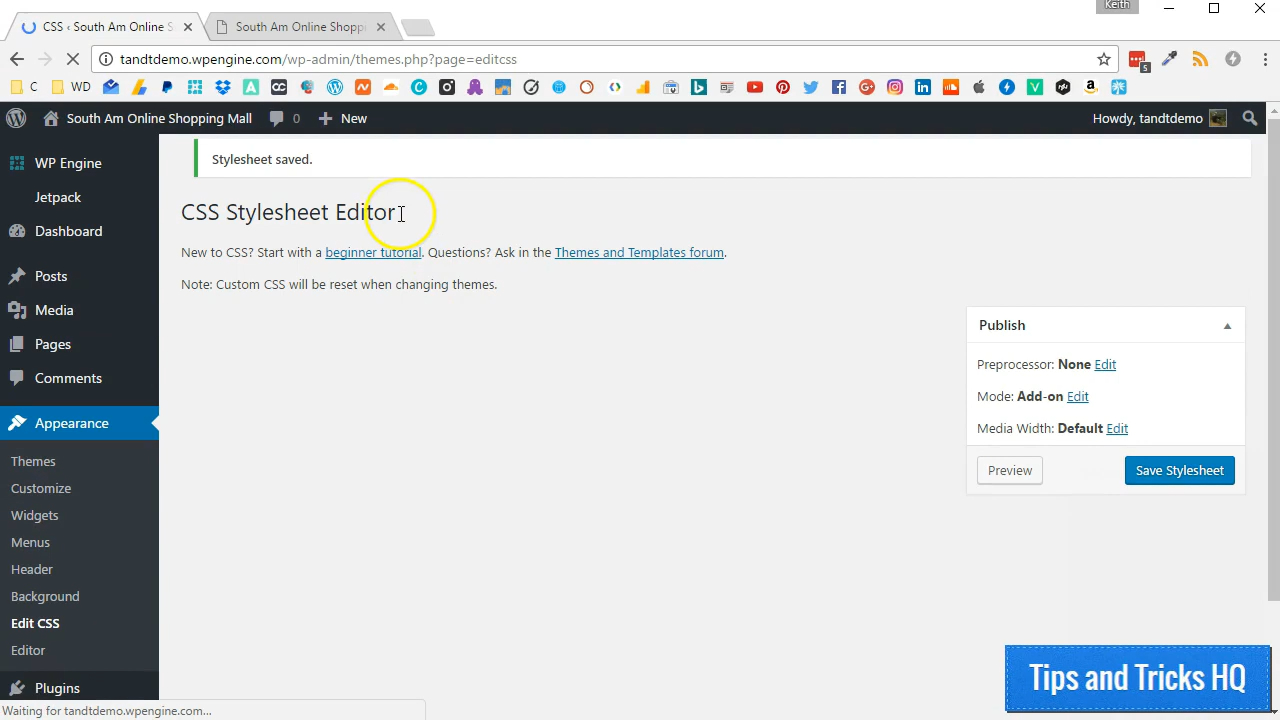 Keith
CSS ‹ South Am Online S
South Am Online Shopp
tandtdemo.wpengine.com/wp-admin/themes.php?page=editcss
C
WD
5
South Am Online Shopping Mall
0
New
Howdy, tandtdemo
WP Engine
Jetpack
Dashboard
Posts
Media
Pages
Comments
Appearance
Themes
Customize
Widgets
Menus
Header
Background
Edit CSS
Editor
Plugins
Stylesheet saved.
CSS Stylesheet Editor
New to CSS? Start with a beginner tutorial. Questions? Ask in the Themes and Templates forum.
Note: Custom CSS will be reset when changing themes.
Publish
Preprocessor: None Edit
Mode: Add-on Edit
Media Width: Default Edit
Preview
Save Stylesheet
Waiting for tandtdemo.wpengine.com...
Tips and Tricks HQ